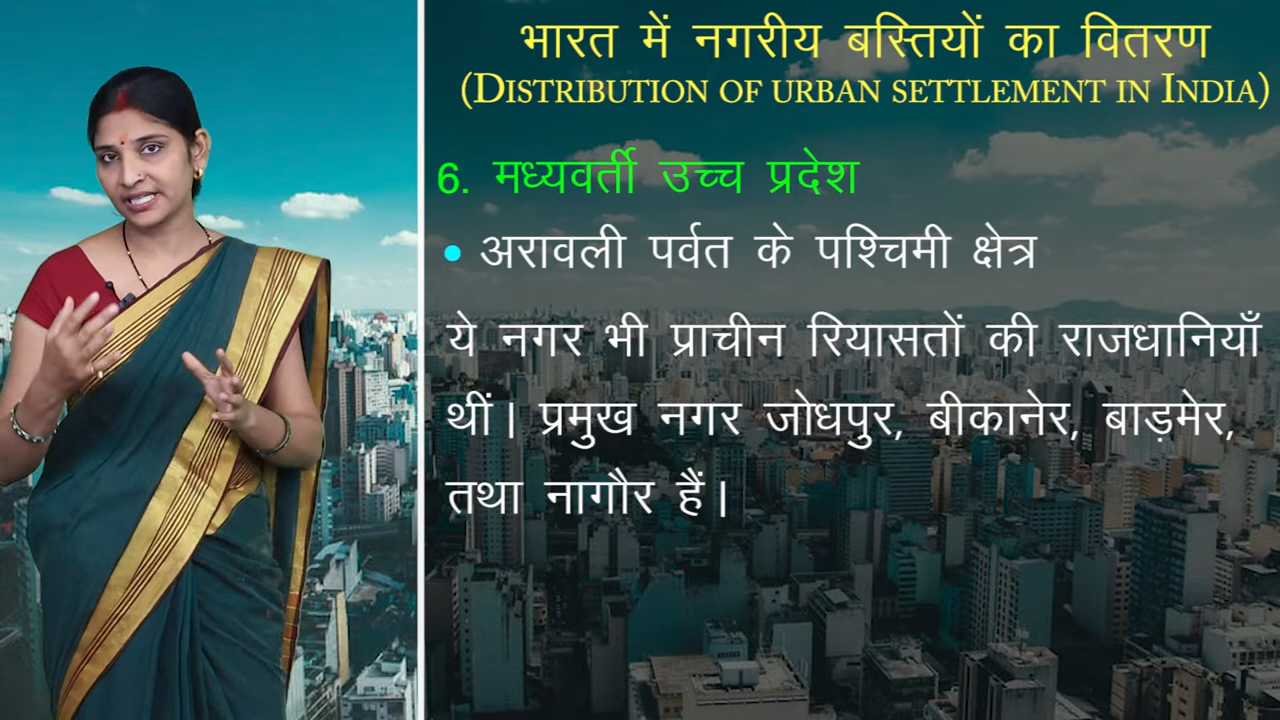 भारत में नगरीय बस्तियों का वितरण
(DISTRIBUTION OF URBAN SETTLEMENT IN INDIA)
6. मध्यवर्ती उच्च प्रदेश
• अरावली पर्वत के पश्चिमी क्षेत्र
ये नगर भी प्राचीन रियासतों की राजधानियाँ
थीं। प्रमुख नगर जोधपुर, बीकानेर, बाड़मेर,
तथा नागौर हैं।